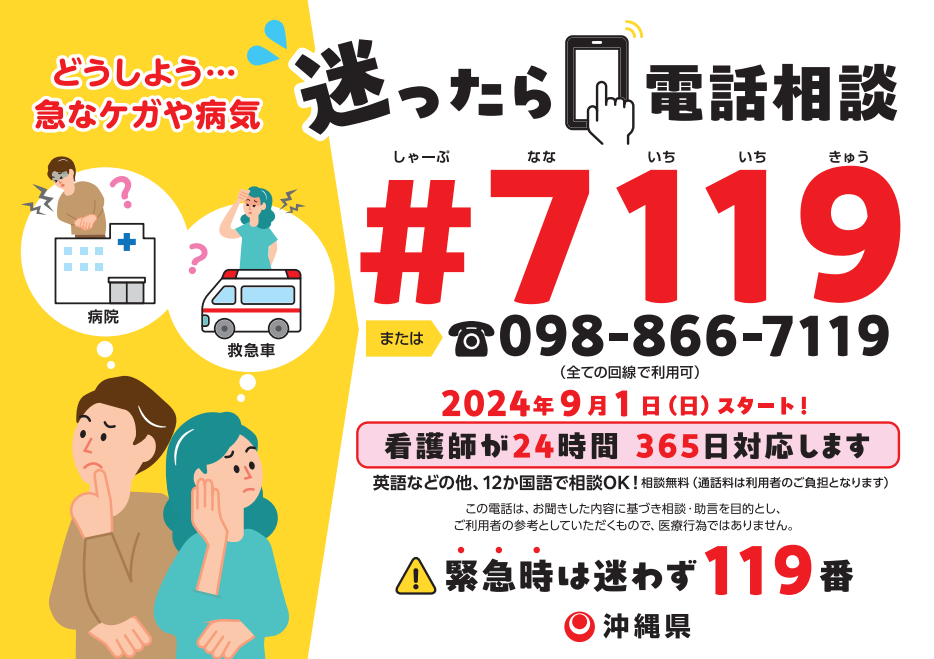 どうしよう…
急なケガや病気
?
病院
?
救急車
迷ったら 電話相談
しゃーぷ なな いち いち きゅう
#7119
または ☎098-866-7119
(全ての回線で利用可)
2024年9月1日(日)スタート!
看護師が24時間 365日対応します
英語などの他、12か国語で相談OK!相談無料(通話料は利用者のご負担となります)
この電話は、お聞きした内容に基づき相談・助言を目的とし、
ご利用者の参考としていただくもので、医療行為ではありません。
緊急時は迷わず119番
沖縄県